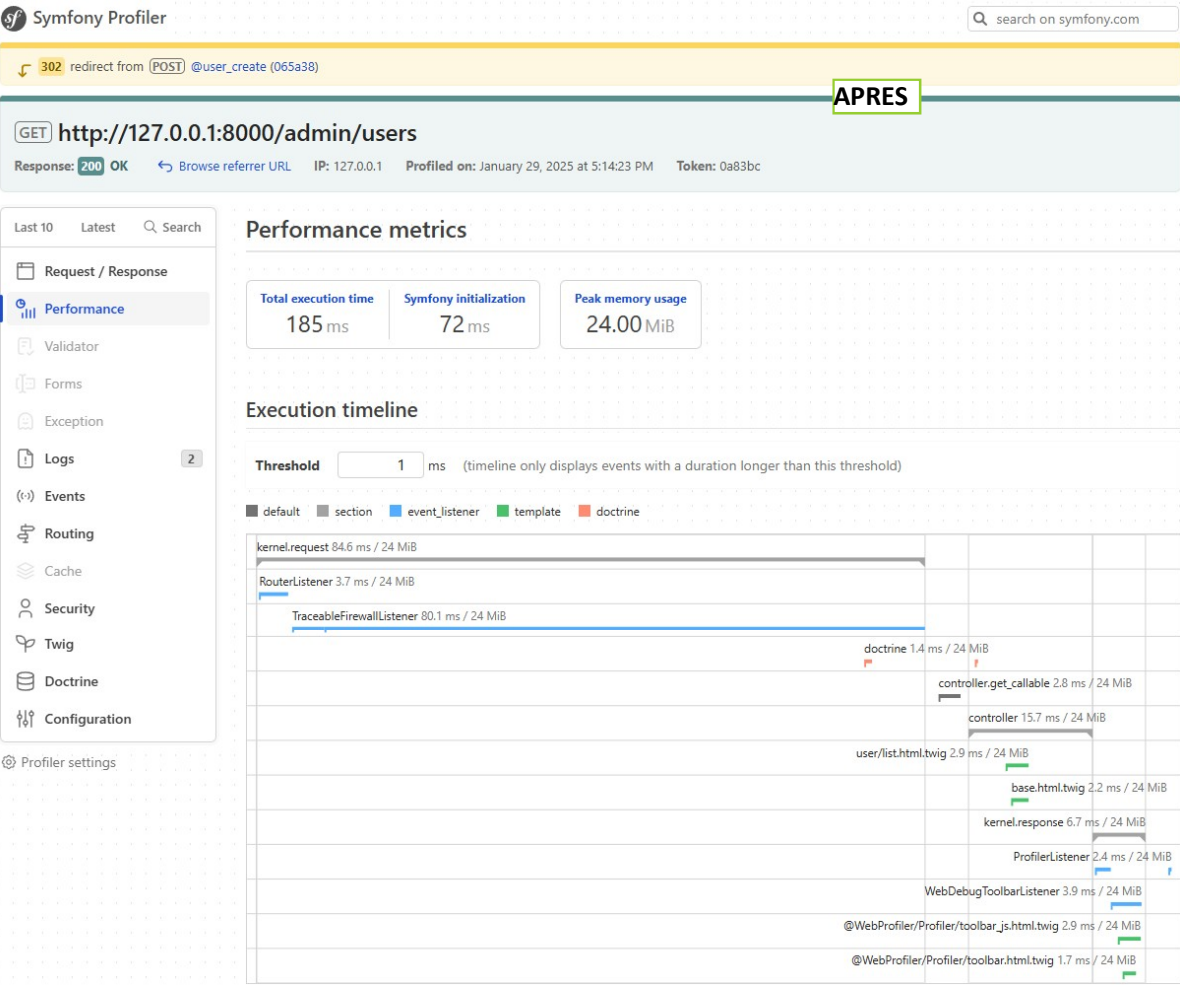 Symfony Profiler
search on symfony.com
302 redirect from POST @user_create (065a38)
APRES
GET http://127.0.0.1:8000/admin/users
Response: 200 OK Browse referrer URL IP: 127.0.0.1 Profiled on: January 29, 2025 at 5:14:23 PM Token: 0a83bc
Last 10 Latest Search
Request / Response
Performance
Validator
Forms
Exception
Logs 2
Events
Routing
Cache
Security
Twig
Doctrine
Configuration
Profiler settings
Performance metrics
Total execution time Symfony initialization Peak memory usage
185 ms 72 ms 24.00 MiB
Execution timeline
Threshold 1 ms (timeline only displays events with a duration longer than this threshold)
default section event_listener template doctrine
kernel.request 84.6 ms / 24 MiB
RouterListener 3.7 ms / 24 MiB
TraceableFirewallListener 80.1 ms / 24 MiB
doctrine 1.4 ms / 24 MiB
controller.get_callable 2.8 ms / 24 MiB
controller 15.7 ms / 24 MiB
user/list.html.twig 2.9 ms / 24 MiB
base.html.twig 2.2 ms / 24 MiB
kernel.response 6.7 ms / 24 MiB
ProfilerListener 2.4 ms / 24 MiB
WebDebugToolbarListener 3.9 ms / 24 MiB
@WebProfiler/Profiler/toolbar_js.html.twig 2.9 ms / 24 MiB
@WebProfiler/Profiler/toolbar.html.twig 1.7 ms / 24 MiB